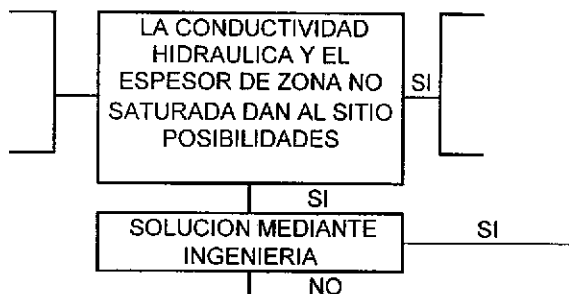 LA CONDUCTIVIDAD
HIDRAULICA Y EL
ESPESOR DE ZONA NO
SATURADA DAN AL SITIO
POSIBILIDADES
SI
SI
SOLUCION MEDIANTE
INGENIERIA
SI
NO